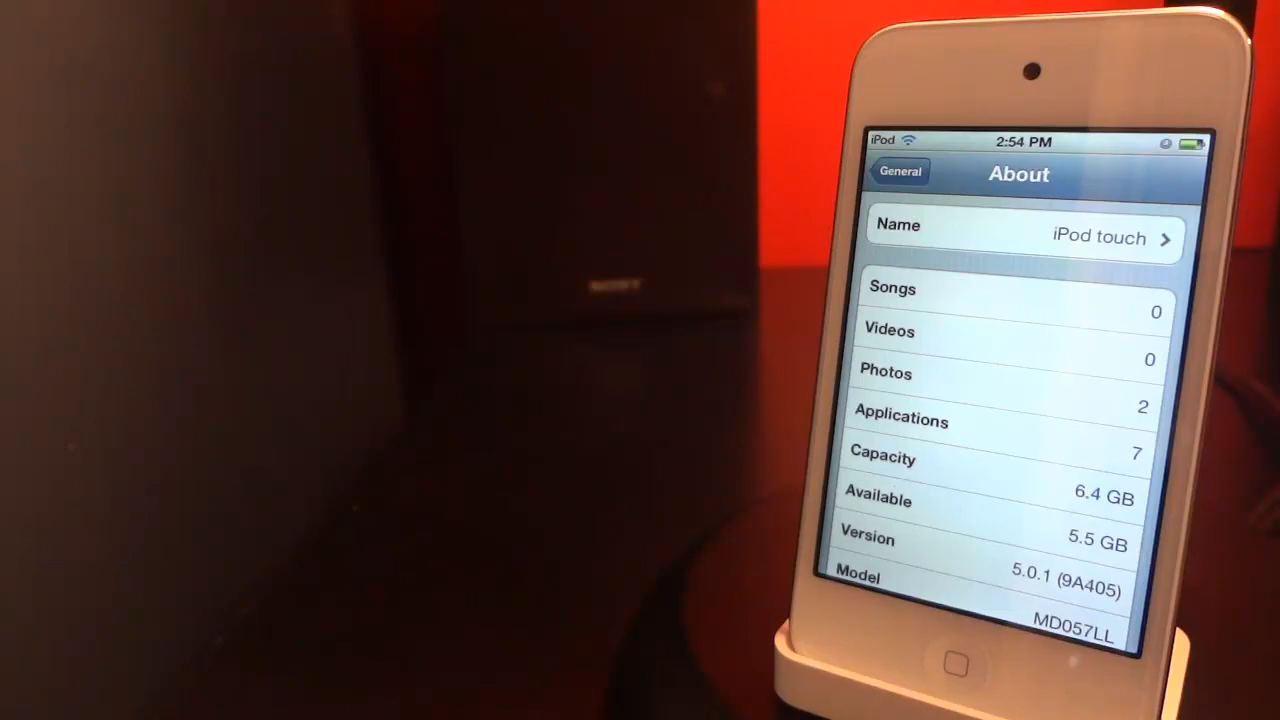 SONY
iPod 2:54 PM
General About
Name iPod touch
Songs 0
Videos 0
Photos 2
Applications 7
Capacity 6.4 GB
Available 5.5 GB
Version 5.0.1 (9A405)
Model MD057LL